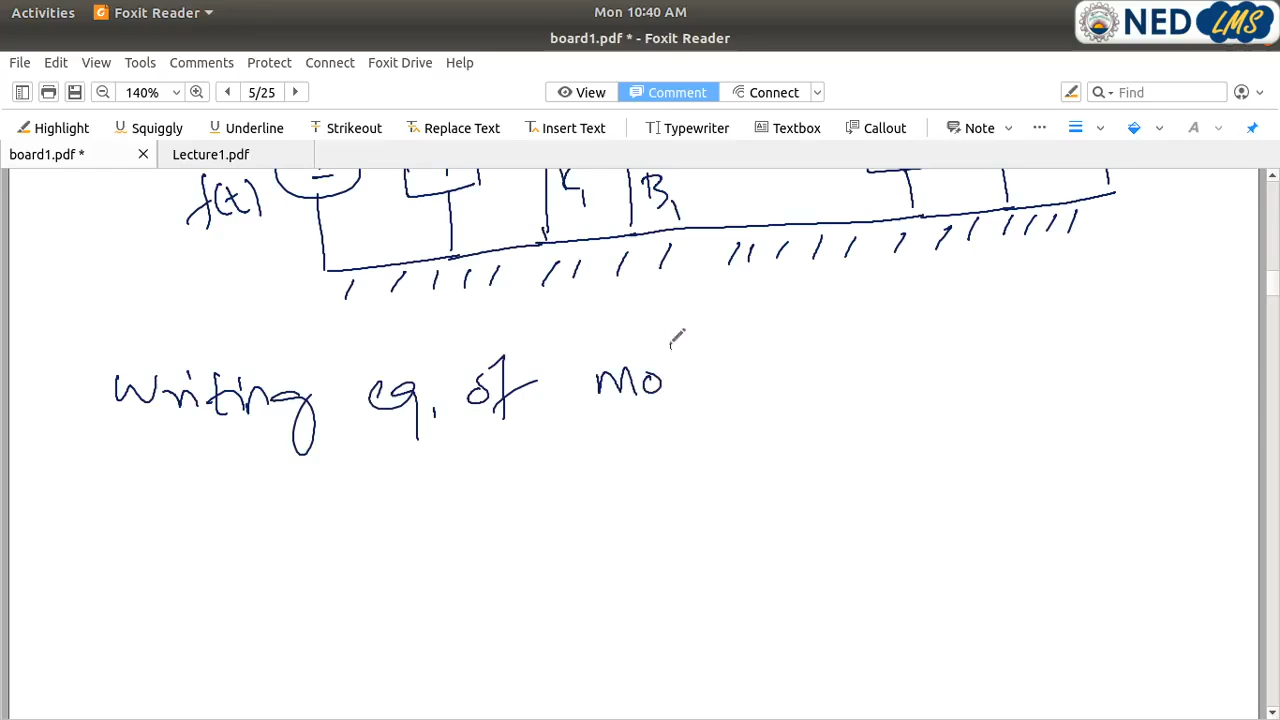 Activities Foxit Reader Mon 10:40 AM
board1.pdf * - Foxit Reader
NED LMS
File Edit View Tools Comments Protect Connect Foxit Drive Help
140% 5/25 View Comment Connect Find
Highlight Squiggly Underline Strikeout Replace Text Insert Text Typewriter Textbox Callout Note ... A
board1.pdf * Lecture1.pdf
f(t) K1 B1
Writing eq. of mo